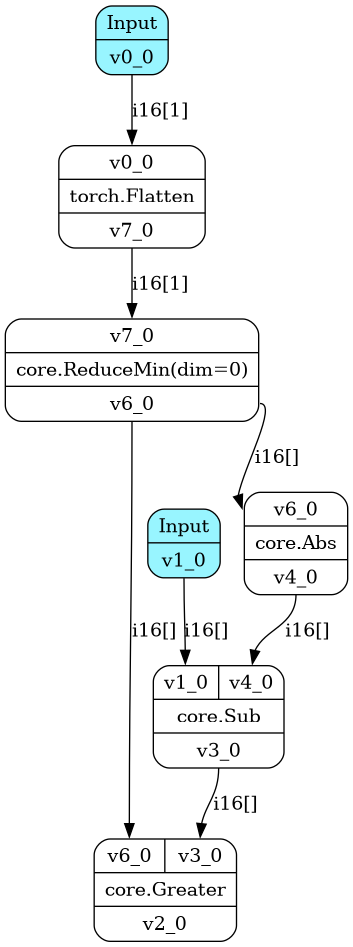 Input
v0_0
i16[1]
v0_0
torch.Flatten
v7_0
i16[1]
v7_0
core.ReduceMin(dim=0)
v6_0
i16[]
Input
v1_0
v6_0
core.Abs
v4_0
i16[] i16[] i16[]
v1_0 v4_0
core.Sub
v3_0
i16[]
v6_0 v3_0
core.Greater
v2_0